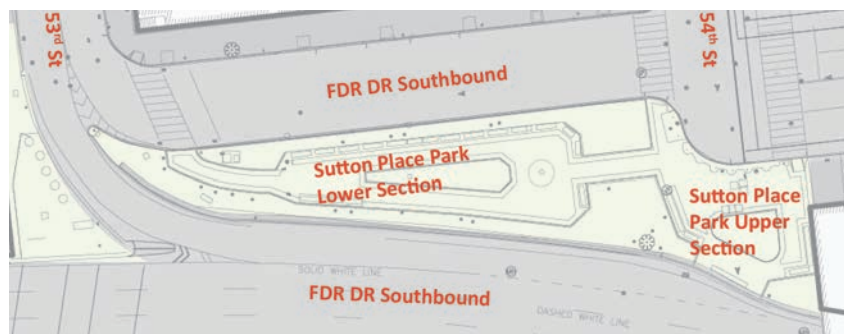 53rd St
54th St
FDR DR Southbound
Sutton Place Park
Lower Section
Sutton Place
Park Upper
Section
SOLID WHITE LINE
FDR DR Southbound
DASHED WHITE LINE